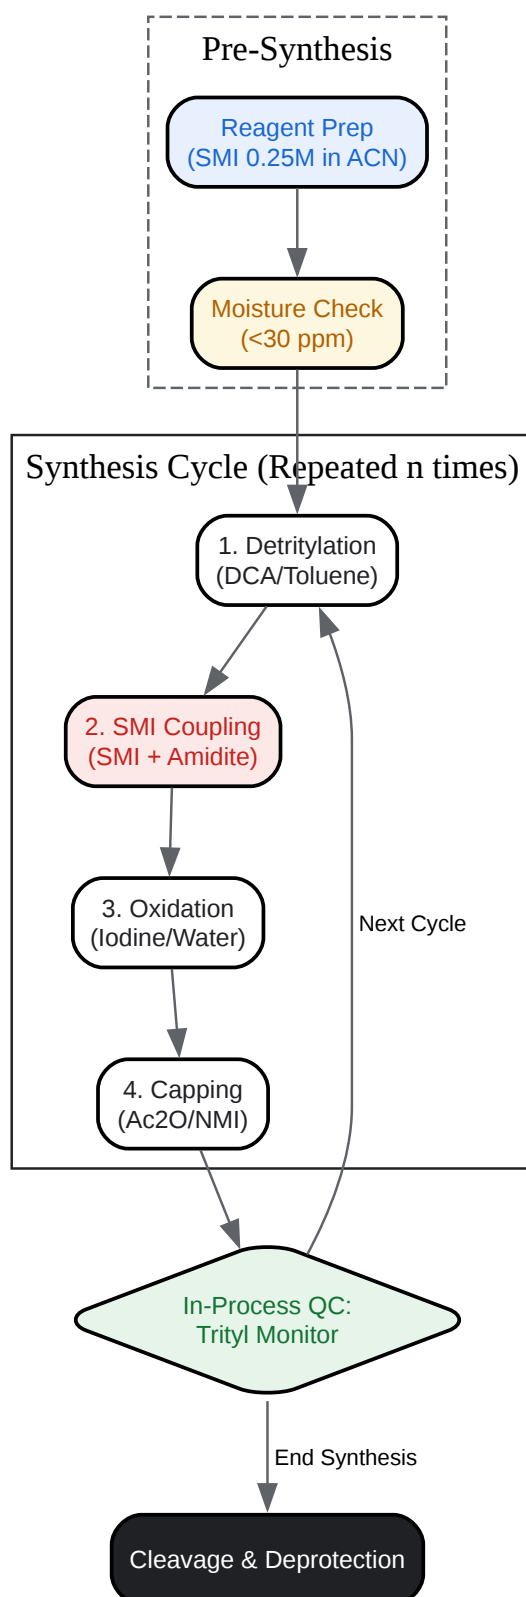 Pre-Synthesis
Reagent Prep
(SMI 0.25M in ACN)
Moisture Check
(<30 ppm)
Synthesis Cycle (Repeated n times)
1. Detritylation
(DCA/Toluene)
2. SMI Coupling
(SMI + Amidite)
3. Oxidation
(Iodine/Water)
Next Cycle
4. Capping
(Ac2O/NMI)
In-Process QC:
Trityl Monitor
End Synthesis
Cleavage & Deprotection